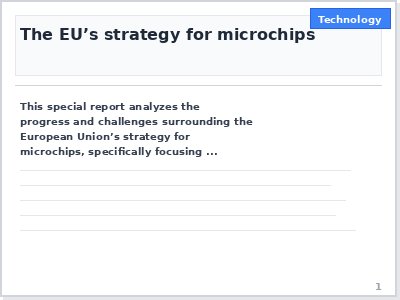 Technology
The EU’s strategy for microchips
This special report analyzes the
progress and challenges surrounding the
European Union’s strategy for
microchips, specifically focusing ...
1